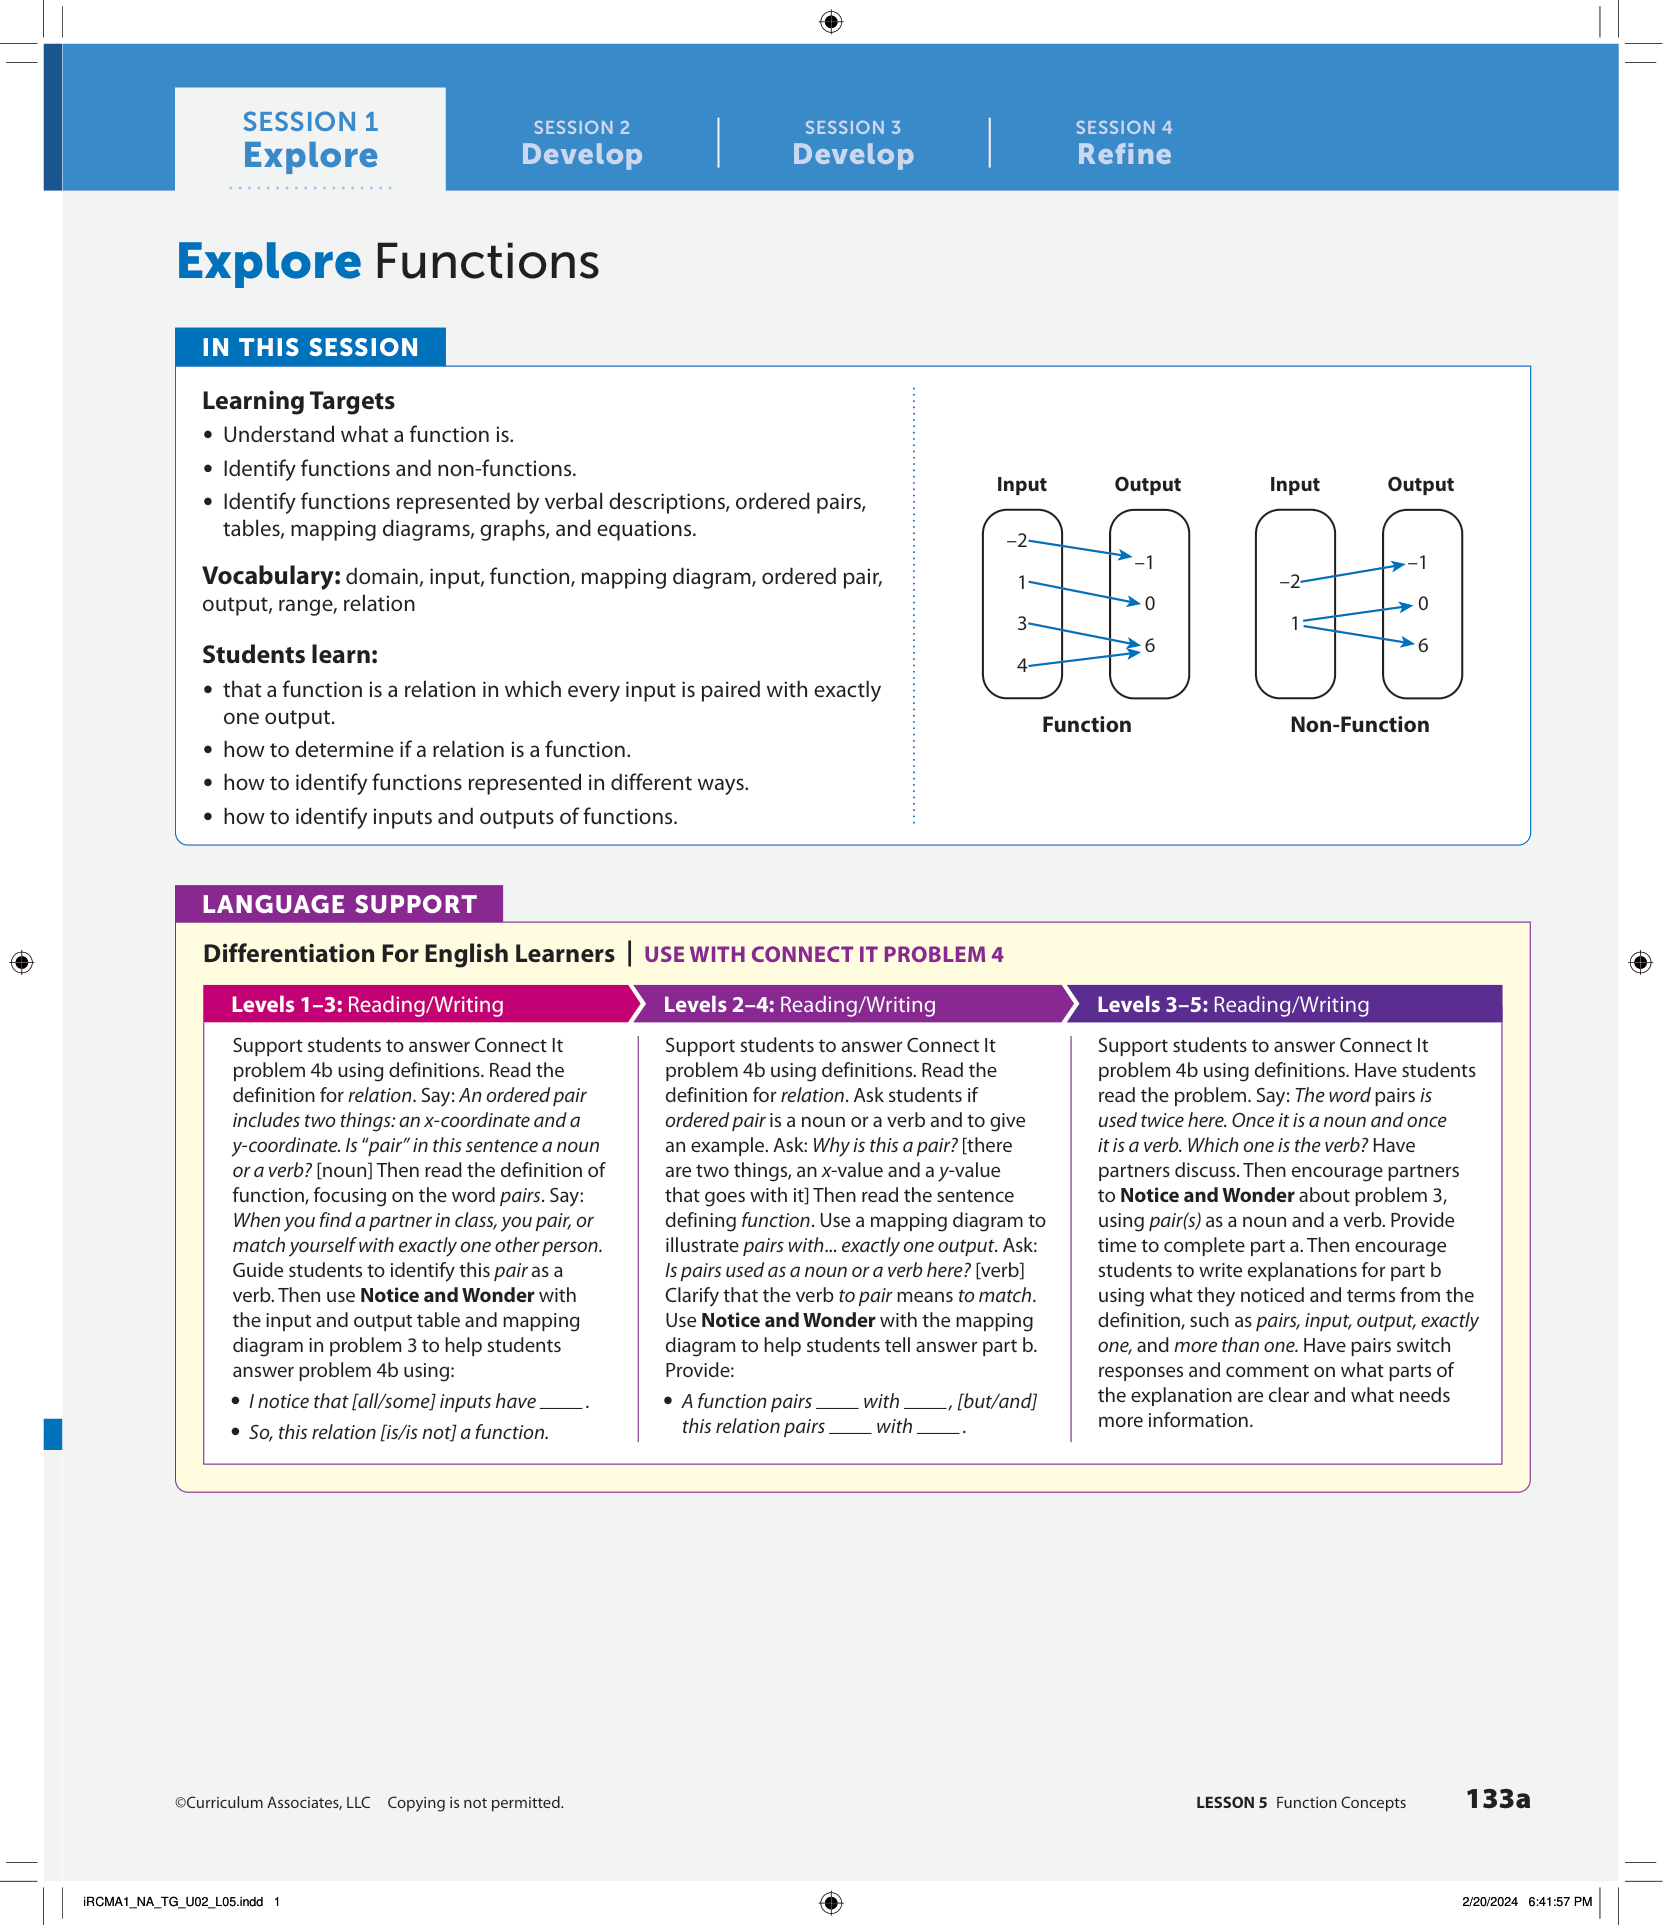 SESSION 1
Explore
SESSION 2
Develop
SESSION 3
Develop
SESSION 4
Refine
Explore Functions
IN THIS SESSION
Learning Targets
• Understand what a function is.
• Identify functions and non-functions.
• Identify functions represented by verbal descriptions, ordered pairs,
tables, mapping diagrams, graphs, and equations.
Vocabulary: domain, input, function, mapping diagram, ordered pair,
output, range, relation
Students learn:
• that a function is a relation in which every input is paired with exactly
one output.
• how to determine if a relation is a function.
• how to identify functions represented in different ways.
• how to identify inputs and outputs of functions.
Input Output
–2
1
3
4
–1
0
6
Function
Input Output
–2
1
–1
0
6
Non-Function
LANGUAGE SUPPORT
Differentiation For English Learners | USE WITH CONNECT IT PROBLEM 4
Levels 1–3: Reading/Writing
Support students to answer Connect It
problem 4b using definitions. Read the
definition for relation. Say: An ordered pair
includes two things: an x-coordinate and a
y-coordinate. Is “pair” in this sentence a noun
or a verb? [noun] Then read the definition of
function, focusing on the word pairs. Say:
When you find a partner in class, you pair, or
match yourself with exactly one other person.
Guide students to identify this pair as a
verb. Then use Notice and Wonder with
the input and output table and mapping
diagram in problem 3 to help students
answer problem 4b using:
• I notice that [all/some] inputs have ____ .
• So, this relation [is/is not] a function.
Levels 2–4: Reading/Writing
Support students to answer Connect It
problem 4b using definitions. Read the
definition for relation. Ask students if
ordered pair is a noun or a verb and to give
an example. Ask: Why is this a pair? [there
are two things, an x-value and a y-value
that goes with it] Then read the sentence
defining function. Use a mapping diagram to
illustrate pairs with... exactly one output. Ask:
Is pairs used as a noun or a verb here? [verb]
Clarify that the verb to pair means to match.
Use Notice and Wonder with the mapping
diagram to help students tell answer part b.
Provide:
• A function pairs ____ with ____ , [but/and]
this relation pairs ____ with ____ .
Levels 3–5: Reading/Writing
Support students to answer Connect It
problem 4b using definitions. Have students
read the problem. Say: The word pairs is
used twice here. Once it is a noun and once
it is a verb. Which one is the verb? Have
partners discuss. Then encourage partners
to Notice and Wonder about problem 3,
using pair(s) as a noun and a verb. Provide
time to complete part a. Then encourage
students to write explanations for part b
using what they noticed and terms from the
definition, such as pairs, input, output, exactly
one, and more than one. Have pairs switch
responses and comment on what parts of
the explanation are clear and what needs
more information.
©Curriculum Associates, LLC Copying is not permitted.
LESSON 5 Function Concepts 133a
iRCMA1_NA_TG_U02_L05.indd 1
2/20/2024 6:41:57 PM